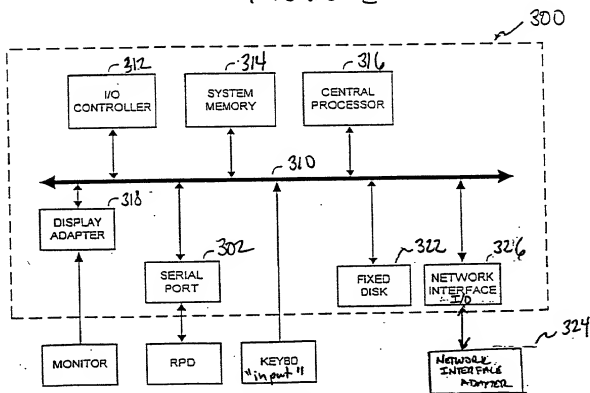 300
312
314
316
I/O
CONTROLLER
SYSTEM
MEMORY
CENTRAL
PROCESSOR
310
318
DISPLAY
ADAPTER
302
322
326
SERIAL
PORT
FIXED
DISK
NETWORK
INTERFACE
I/O
324
MONITOR
RPD
KEYBD
"input"
NETWORK
INTERFACE
ADAPTER